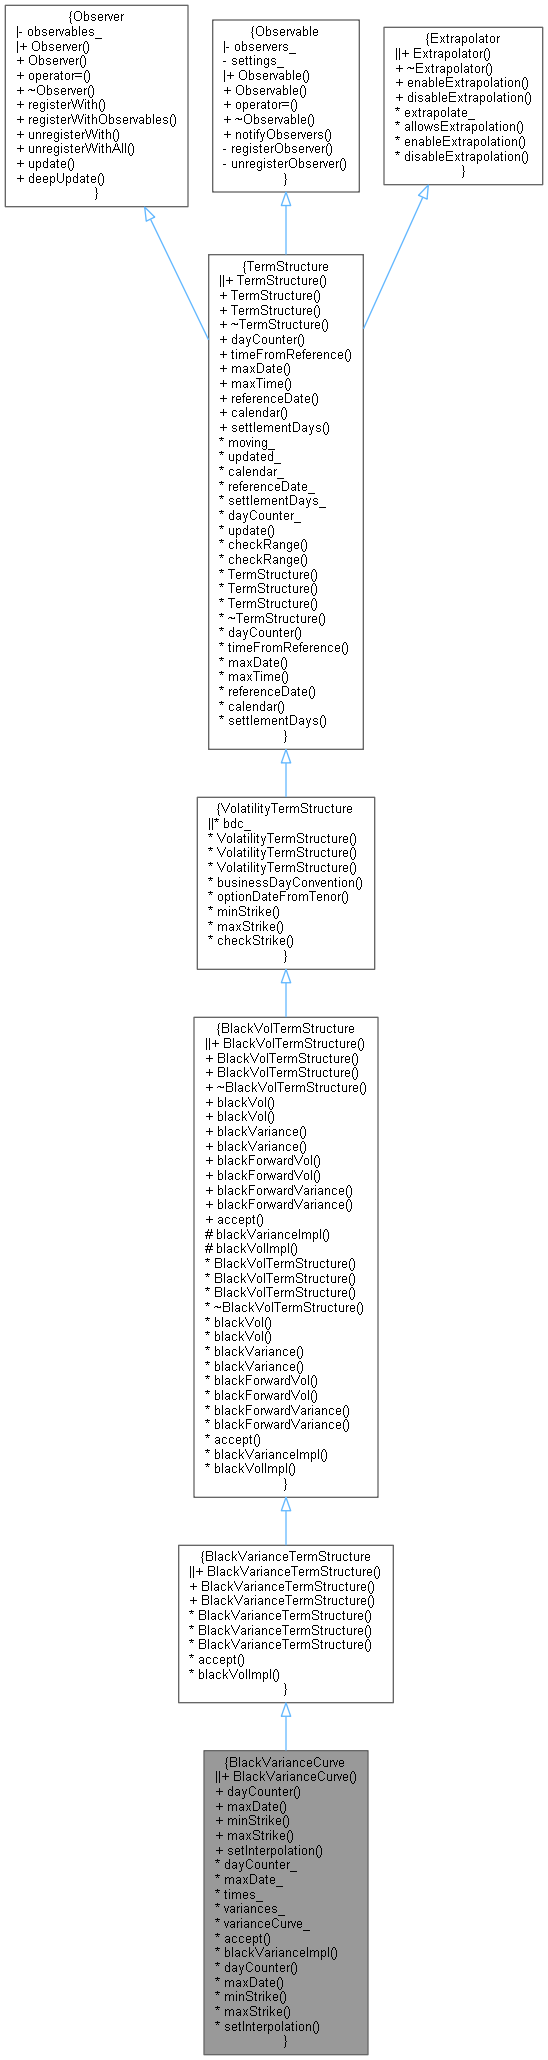 {Observer
|- observables_
|+ Observer()
+ Observer()
+ operator=()
+ ~Observer()
+ registerWith()
+ registerWithObservables()
+ unregisterWith()
+ unregisterWithAll()
+ update()
+ deepUpdate()
}
{Observable
|- observers_
- settings_
|+ Observable()
+ Observable()
+ operator=()
+ ~Observable()
+ notifyObservers()
- registerObserver()
- unregisterObserver()
}
{Extrapolator
||+ Extrapolator()
+ ~Extrapolator()
+ enableExtrapolation()
+ disableExtrapolation()
* extrapolate_
* allowsExtrapolation()
* enableExtrapolation()
* disableExtrapolation()
}
{TermStructure
||+ TermStructure()
+ TermStructure()
+ TermStructure()
+ ~TermStructure()
+ dayCounter()
+ timeFromReference()
+ maxDate()
+ maxTime()
+ referenceDate()
+ calendar()
+ settlementDays()
* moving_
* updated_
* calendar_
* referenceDate_
* settlementDays_
* dayCounter_
* update()
* checkRange()
* checkRange()
* TermStructure()
* TermStructure()
* TermStructure()
* ~TermStructure()
* dayCounter()
* timeFromReference()
* maxDate()
* maxTime()
* referenceDate()
* calendar()
* settlementDays()
}
{VolatilityTermStructure
||* bdc_
* VolatilityTermStructure()
* VolatilityTermStructure()
* VolatilityTermStructure()
* businessDayConvention()
* optionDateFromTenor()
* minStrike()
* maxStrike()
* checkStrike()
}
{BlackVolTermStructure
||+ BlackVolTermStructure()
+ BlackVolTermStructure()
+ BlackVolTermStructure()
+ ~BlackVolTermStructure()
+ blackVol()
+ blackVol()
+ blackVariance()
+ blackVariance()
+ blackForwardVol()
+ blackForwardVol()
+ blackForwardVariance()
+ blackForwardVariance()
+ accept()
# blackVarianceImpl()
# blackVolImpl()
* BlackVolTermStructure()
* BlackVolTermStructure()
* BlackVolTermStructure()
* ~BlackVolTermStructure()
* blackVol()
* blackVol()
* blackVariance()
* blackVariance()
* blackForwardVol()
* blackForwardVol()
* blackForwardVariance()
* blackForwardVariance()
* accept()
* blackVarianceImpl()
* blackVolImpl()
}
{BlackVarianceTermStructure
||+ BlackVarianceTermStructure()
+ BlackVarianceTermStructure()
+ BlackVarianceTermStructure()
* BlackVarianceTermStructure()
* BlackVarianceTermStructure()
* BlackVarianceTermStructure()
* accept()
* blackVolImpl()
}
{BlackVarianceCurve
||+ BlackVarianceCurve()
+ dayCounter()
+ maxDate()
+ minStrike()
+ maxStrike()
+ setInterpolation()
* dayCounter_
* maxDate_
* times_
* variances_
* varianceCurve_
* accept()
* blackVarianceImpl()
* dayCounter()
* maxDate()
* minStrike()
* maxStrike()
* setInterpolation()
}